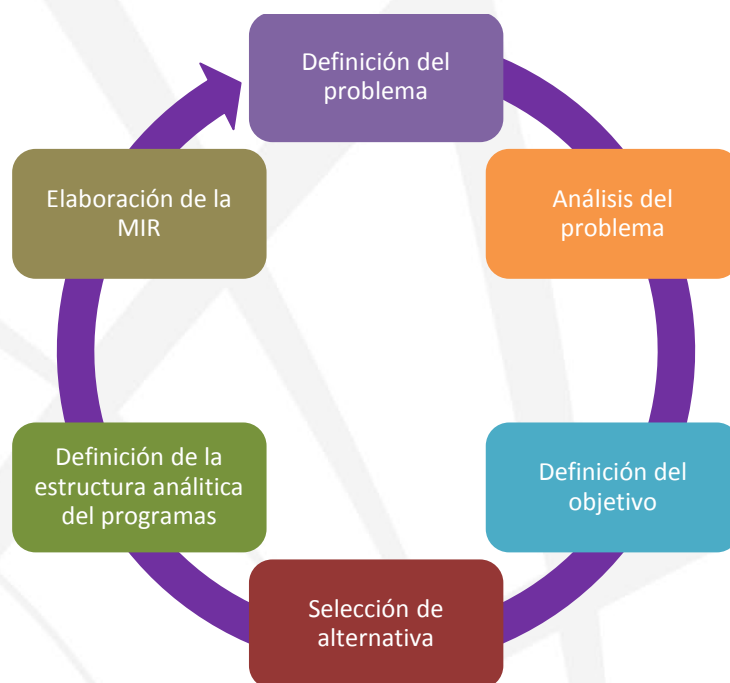 Definición del
problema
Análisis del
problema
Definición del
objetivo
Selección de
alternativa
Definición de la
estructura análitica
del programas
Elaboración de la
MIR